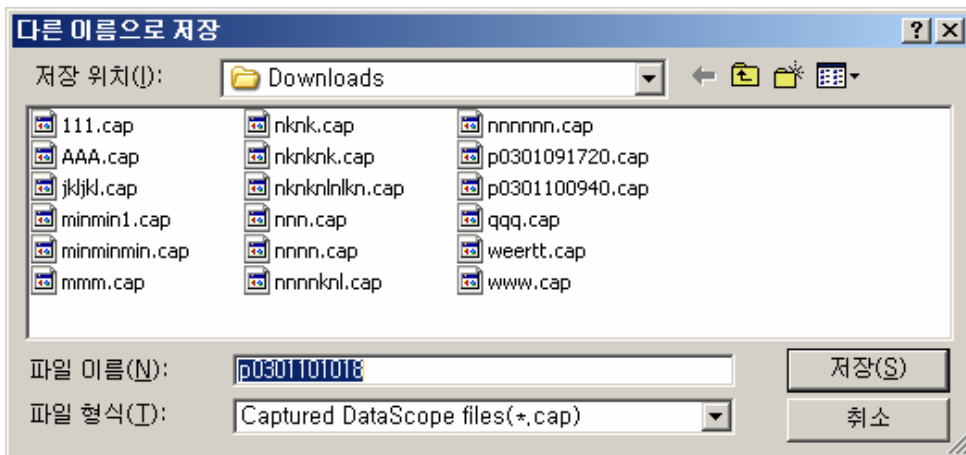 다른 이름으로 저장
저장 위치(I): Downloads
111.cap nknk.cap nnnnnn.cap
AAA.cap nknknk.cap p0301091720.cap
jkljkl.cap nknknlnlkn.cap p0301100940.cap
minmin1.cap nnn.cap qqq.cap
minminmin.cap nnnn.cap weertt.cap
mmm.cap nnnnknl.cap www.cap
파일 이름(N): p0301101018 저장(S)
파일 형식(T): Captured DataScope files(*,cap) 취소